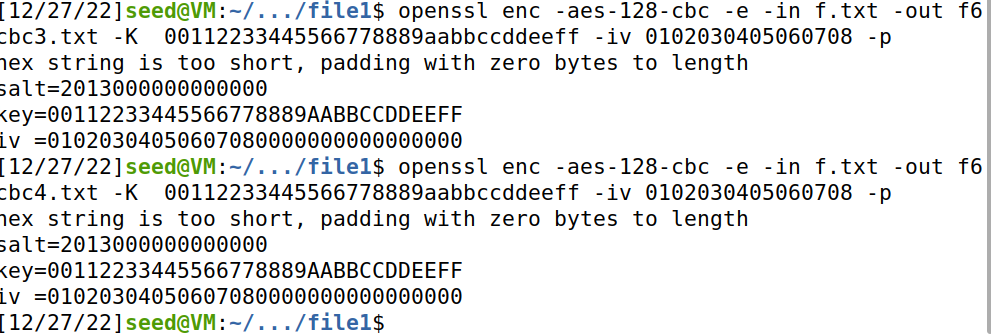 [12/27/22]seed@VM:~/.../file1$ openssl enc -aes-128-cbc -e -in f.txt -out f6
cbc3.txt -K  00112233445566778889aabbccddeeff -iv 0102030405060708 -p
hex string is too short, padding with zero bytes to length
salt=2013000000000000
key=00112233445566778889AABBCCDDEEFF
iv =01020304050607080000000000000000
[12/27/22]seed@VM:~/.../file1$ openssl enc -aes-128-cbc -e -in f.txt -out f6
cbc4.txt -K  00112233445566778889aabbccddeeff -iv 0102030405060708 -p
hex string is too short, padding with zero bytes to length
salt=2013000000000000
key=00112233445566778889AABBCCDDEEFF
iv =01020304050607080000000000000000
[12/27/22]seed@VM:~/.../file1$